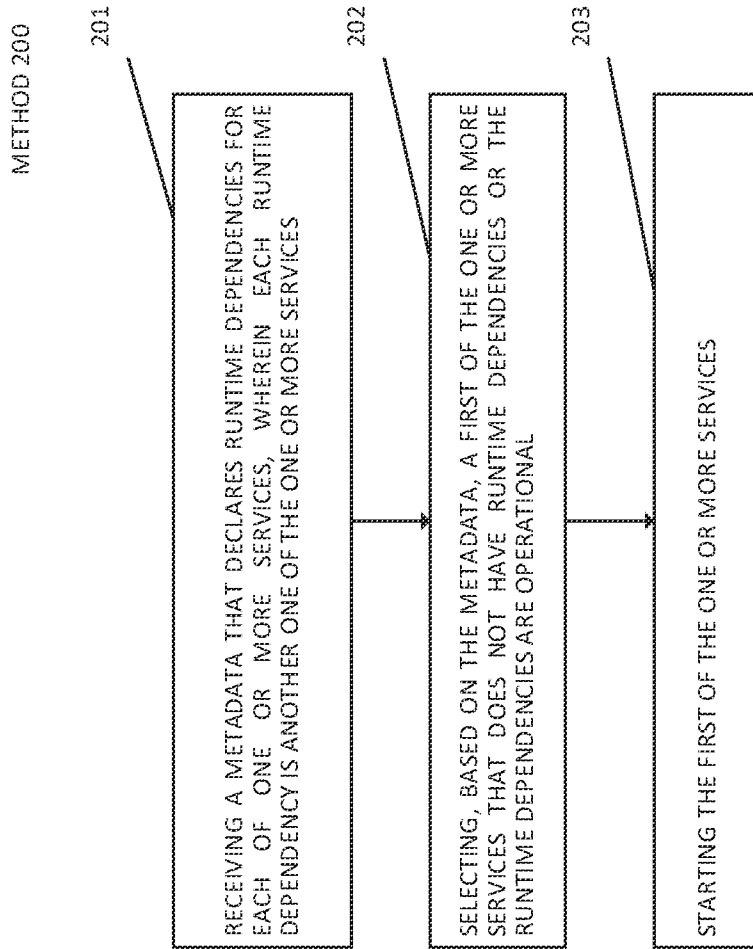 METHOD 200
201
RECEIVING A METADATA THAT DECLARES RUNTIME DEPENDENCIES FOR
EACH OF ONE OR MORE SERVICES, WHEREIN EACH RUNTIME
DEPENDENCY IS ANOTHER ONE OF THE ONE OR MORE SERVICES
202
SELECTING, BASED ON THE METADATA, A FIRST OF THE ONE OR MORE
SERVICES THAT DOES NOT HAVE RUNTIME DEPENDENCIES OR THE
RUNTIME DEPENDENCIES ARE OPERATIONAL
203
STARTING THE FIRST OF THE ONE OR MORE SERVICES